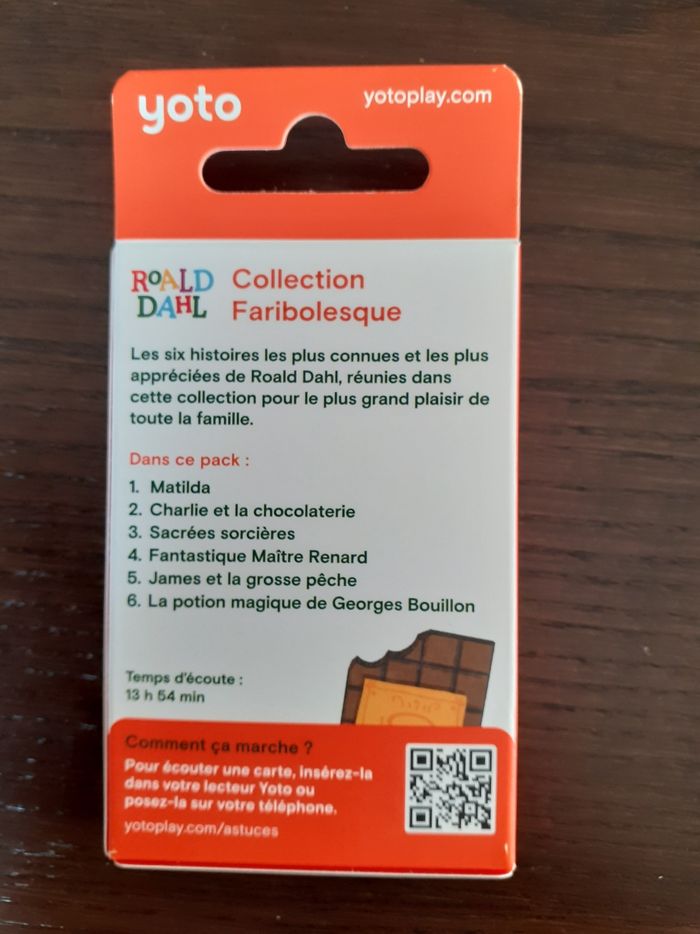 yoto
yotoplay.com
ROALD
DAHL
Collection
Faribolesque
Les six histoires les plus connues et les plus
appréciées de Roald Dahl, réunies dans
cette collection pour le plus grand plaisir de
toute la famille.
Dans ce pack :
1. Matilda
2. Charlie et la chocolaterie
3. Sacrées sorcières
4. Fantastique Maître Renard
5. James et la grosse pêche
6. La potion magique de Georges Bouillon
Temps d'écoute :
13 h 54 min
Comment ça marche ?
Pour écouter une carte, insérez-la
dans votre lecteur Yoto ou
posez-la sur votre téléphone.
yotoplay.com/astuces